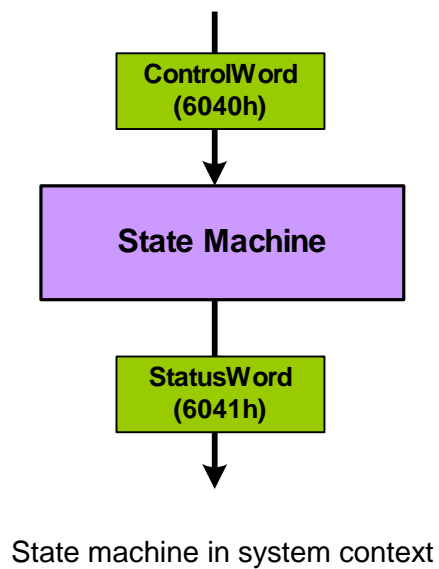 ControlWord
(6040h)
State Machine
StatusWord
(6041h)
State machine in system context